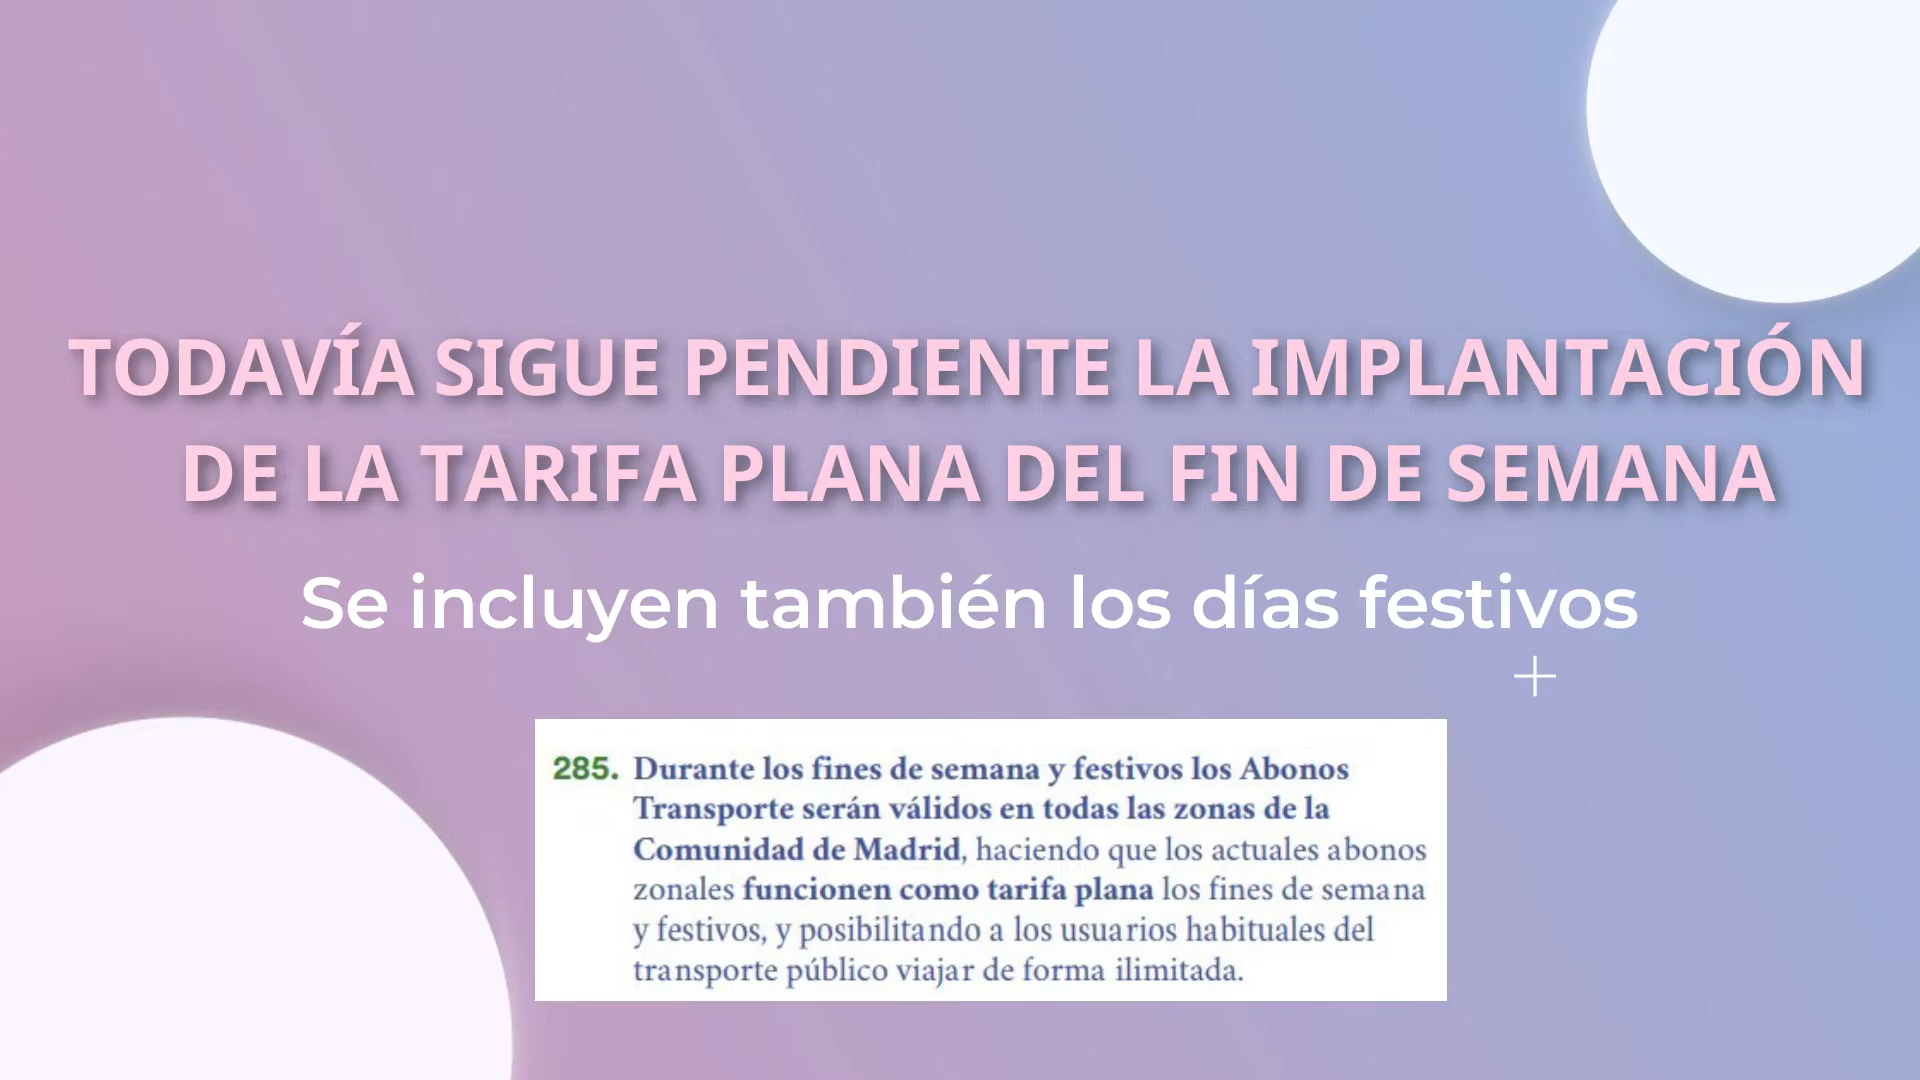 TODAVÍA SIGUE PENDIENTE LA IMPLANTACIÓN
DE LA TARIFA PLANA DEL FIN DE SEMANA
Se incluyen también los días festivos
285. Durante los fines de semana y festivos los Abonos
Transporte serán válidos en todas las zonas de la
Comunidad de Madrid, haciendo que los actuales abonos
zonales funcionen como tarifa plana los fines de semana
y festivos, y posibilitando a los usuarios habituales del
transporte público viajar de forma ilimitada.